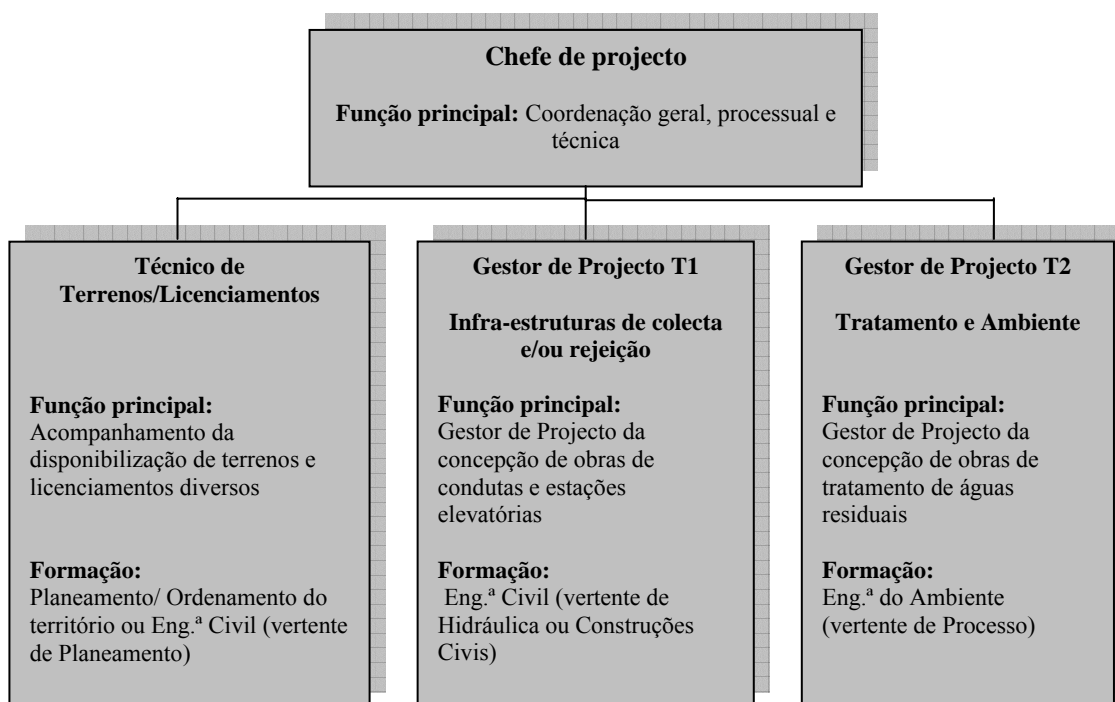 Chefe de projecto
Função principal: Coordenação geral, processual e
técnica
Técnico de
Terrenos/Licenciamentos
Função principal:
Acompanhamento da
disponibilização de terrenos e
licenciamentos diversos
Formação:
Planeamento/ Ordenamento do
território ou Eng.ª Civil (vertente
de Planeamento)
Gestor de Projecto T1
Infra-estruturas de colecta
e/ou rejeição
Função principal:
Gestor de Projecto da
concepção de obras de
condutas e estações
elevatórias
Formação:
Eng.ª Civil (vertente de
Hidráulica ou Construções
Civis)
Gestor de Projecto T2
Tratamento e Ambiente
Função principal:
Gestor de Projecto da
concepção de obras de
tratamento de águas
residuais
Formação:
Eng.ª do Ambiente
(vertente de Processo)